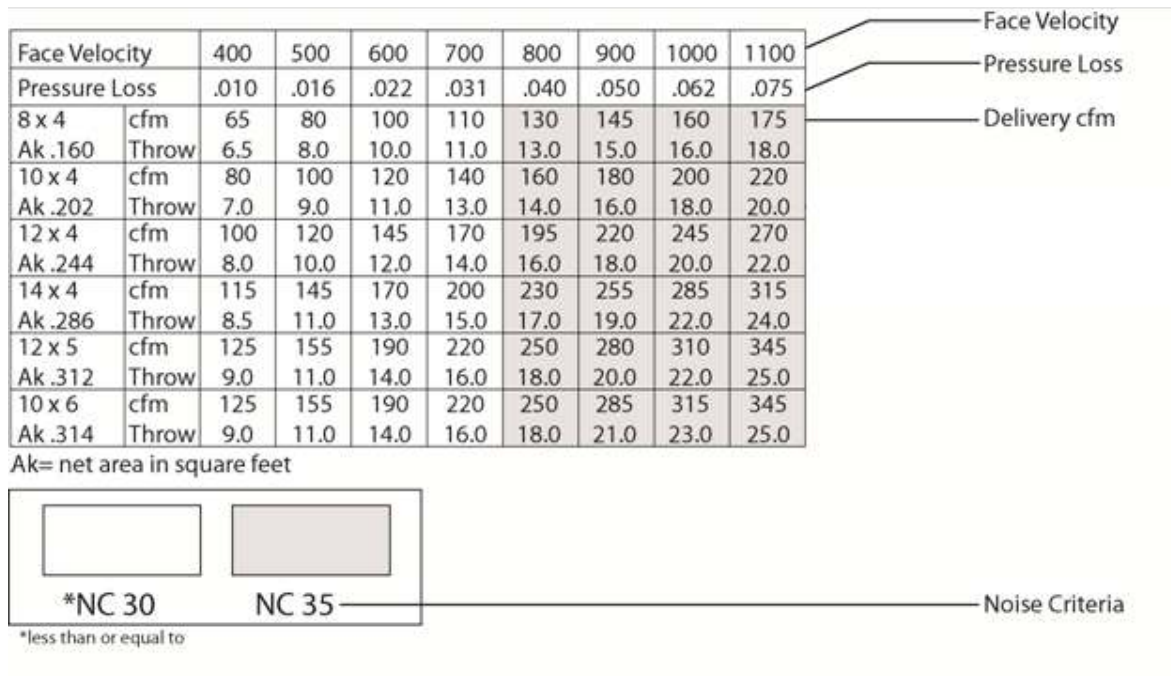 Face Velocity
Face Velocity 400 500 600 700 800 900 1000 1100
Pressure Loss
Pressure Loss .010 .016 .022 .031 .040 .050 .062 .075
8 x 4 cfm 65 80 100 110 130 145 160 175
Delivery cfm
Ak .160 Throw 6.5 8.0 10.0 11.0 13.0 15.0 16.0 18.0
10 x 4 cfm 80 100 120 140 160 180 200 220
Ak .202 Throw 7.0 9.0 11.0 13.0 14.0 16.0 18.0 20.0
12 x 4 cfm 100 120 145 170 195 220 245 270
Ak .244 Throw 8.0 10.0 12.0 14.0 16.0 18.0 20.0 22.0
14 x 4 cfm 115 145 170 200 230 255 285 315
Ak .286 Throw 8.5 11.0 13.0 15.0 17.0 19.0 22.0 24.0
12 x 5 cfm 125 155 190 220 250 280 310 345
Ak .312 Throw 9.0 11.0 14.0 16.0 18.0 20.0 22.0 25.0
10 x 6 cfm 125 155 190 220 250 285 315 345
Ak .314 Throw 9.0 11.0 14.0 16.0 18.0 21.0 23.0 25.0
Ak= net area in square feet
*NC 30 NC 35
Noise Criteria
*less than or equal to